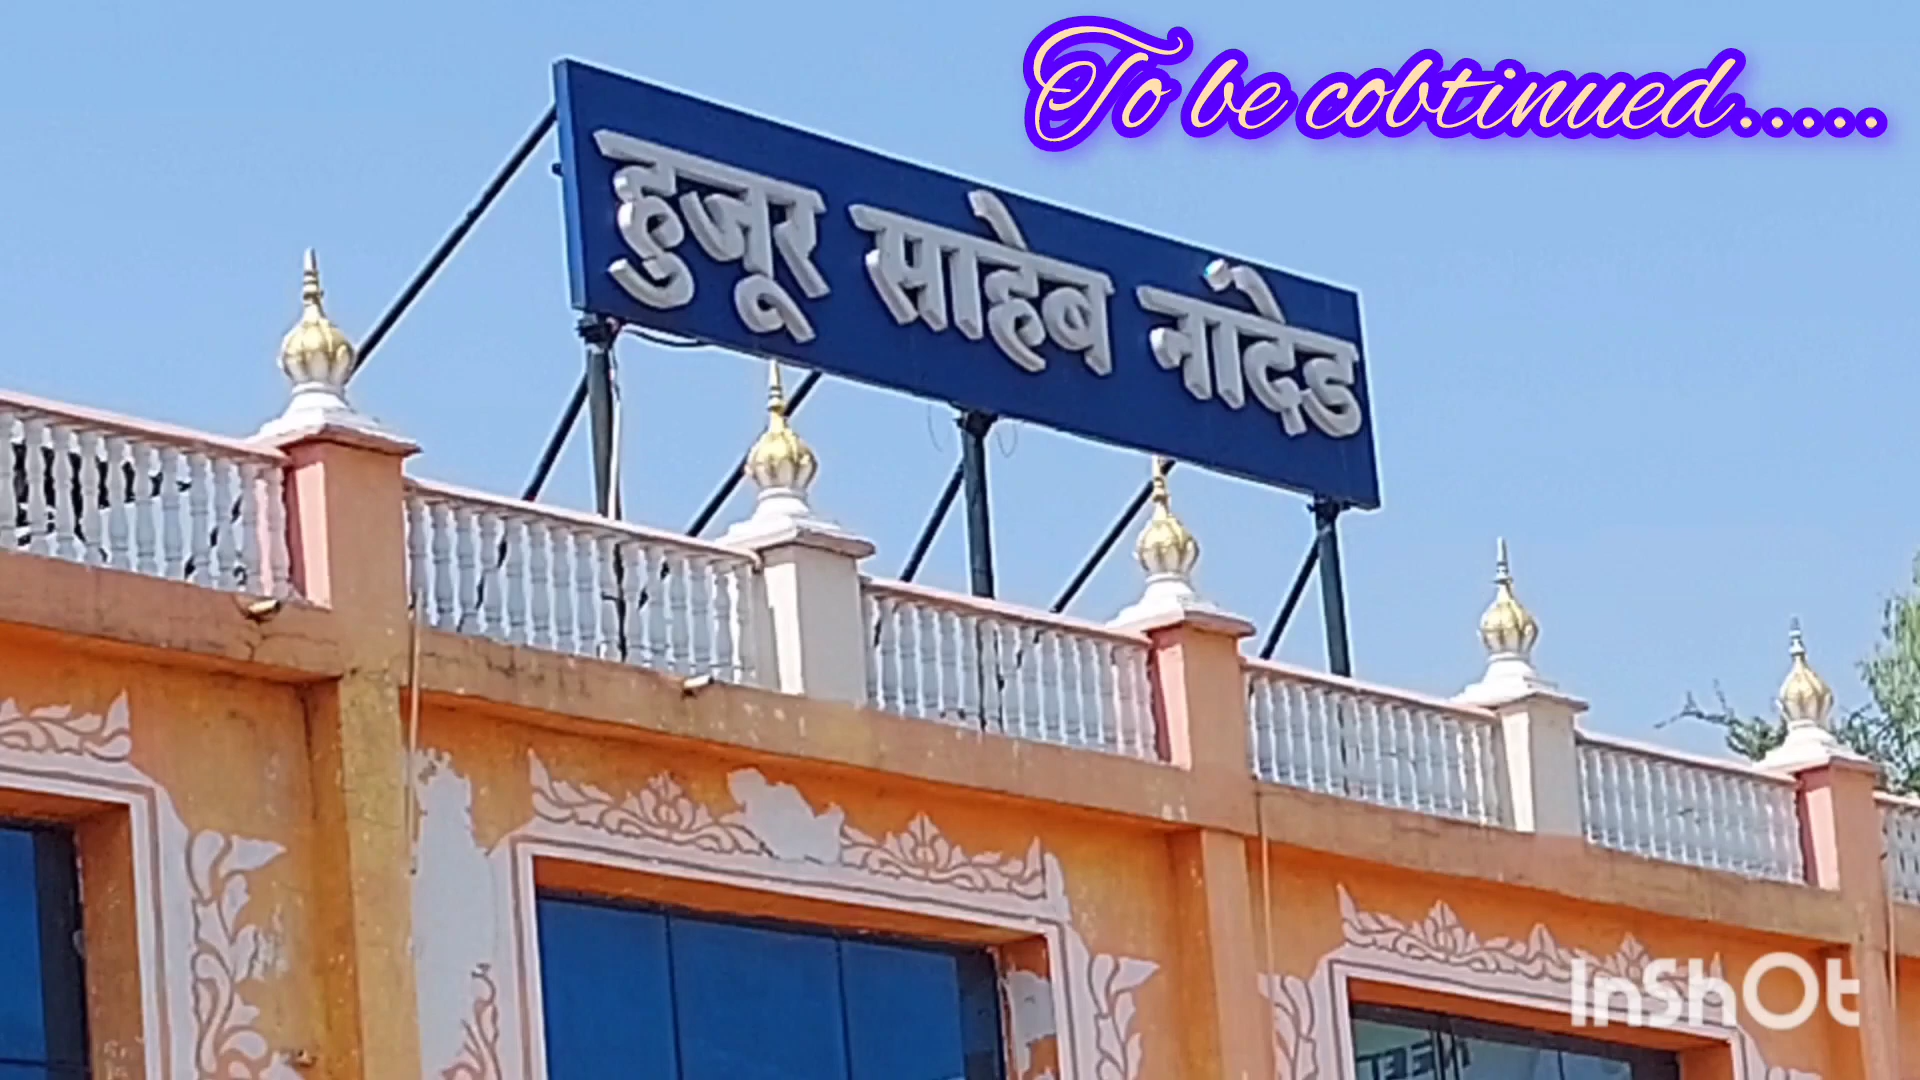 To be cobtinued.....
हुजूर साहेब नांदेड
InShOt